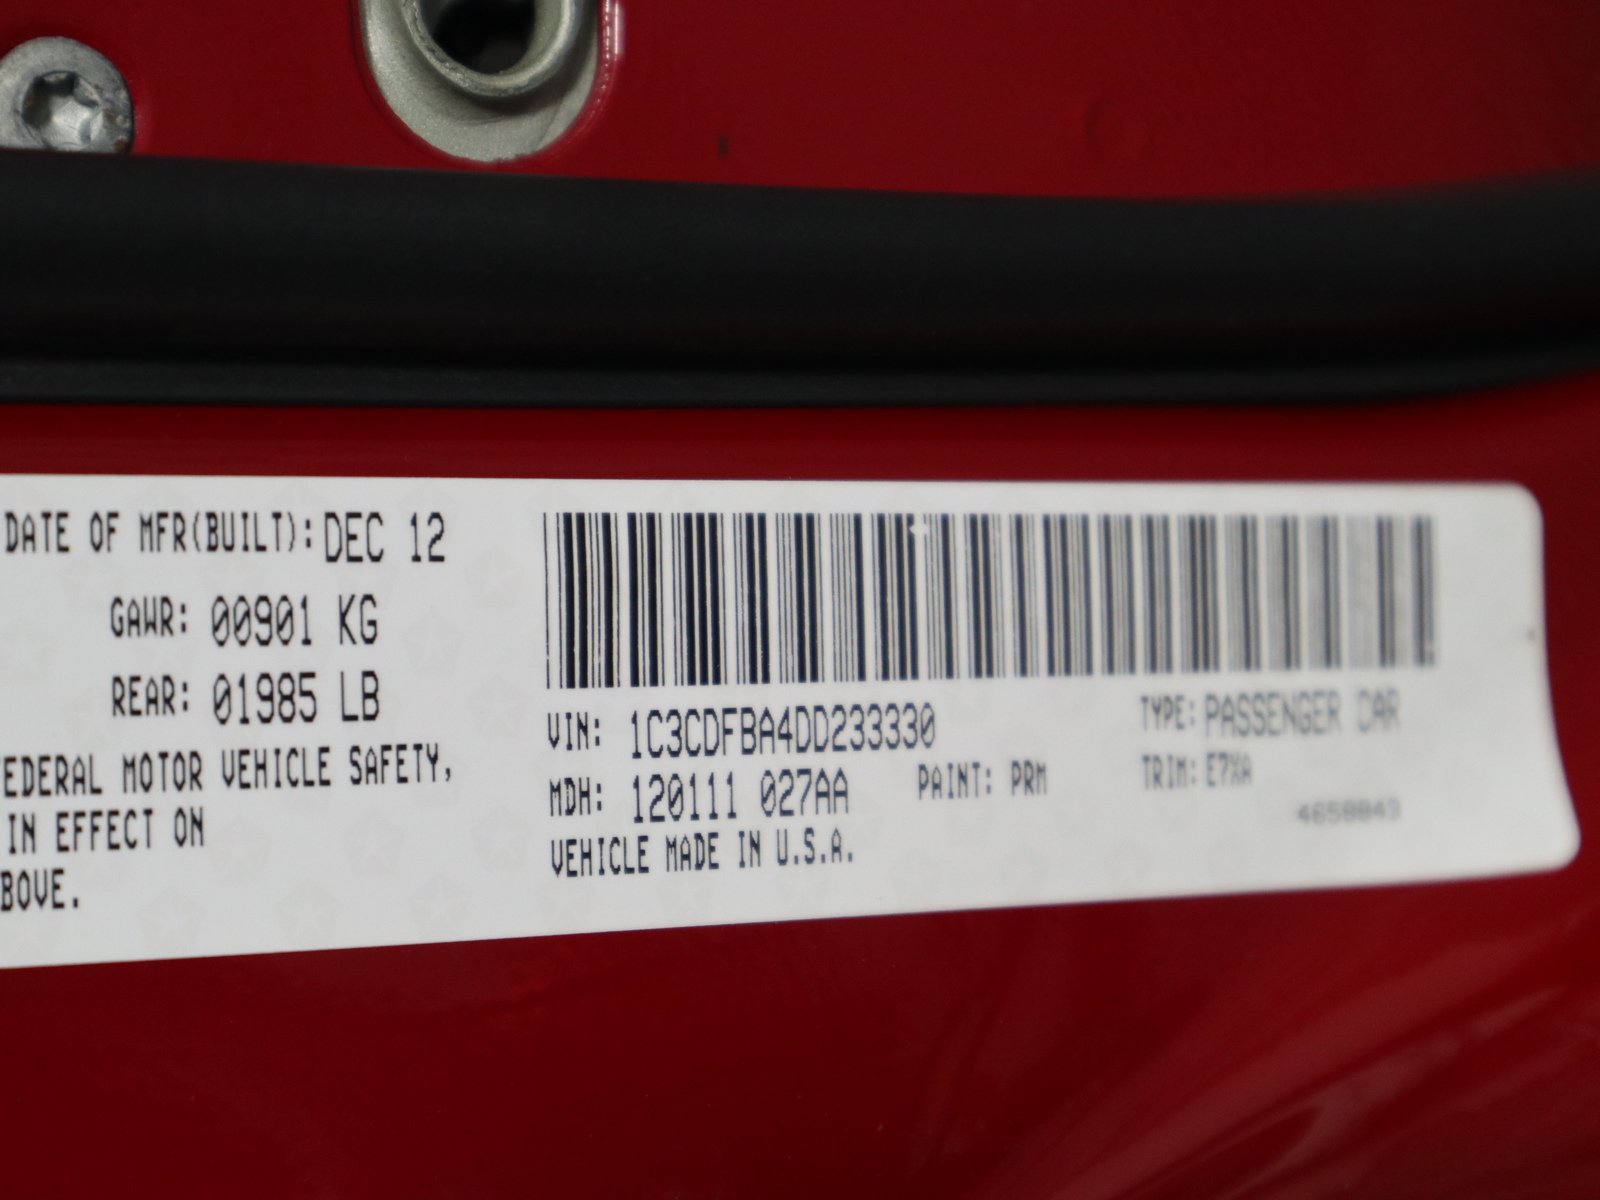 DATE OF MFR(BUILT): DEC 12
GAWR: 00901 KG
REAR: 01985 LB
EDERAL MOTOR VEHICLE SAFETY,
IN EFFECT ON
BOVE.
VIN: 1C3CDFBA4DD233330
TYPE: PASSENGER CAR
MDH: 120111 027AA PAINT: PRM
TRIM: E7XA
VEHICLE MADE IN U.S.A.